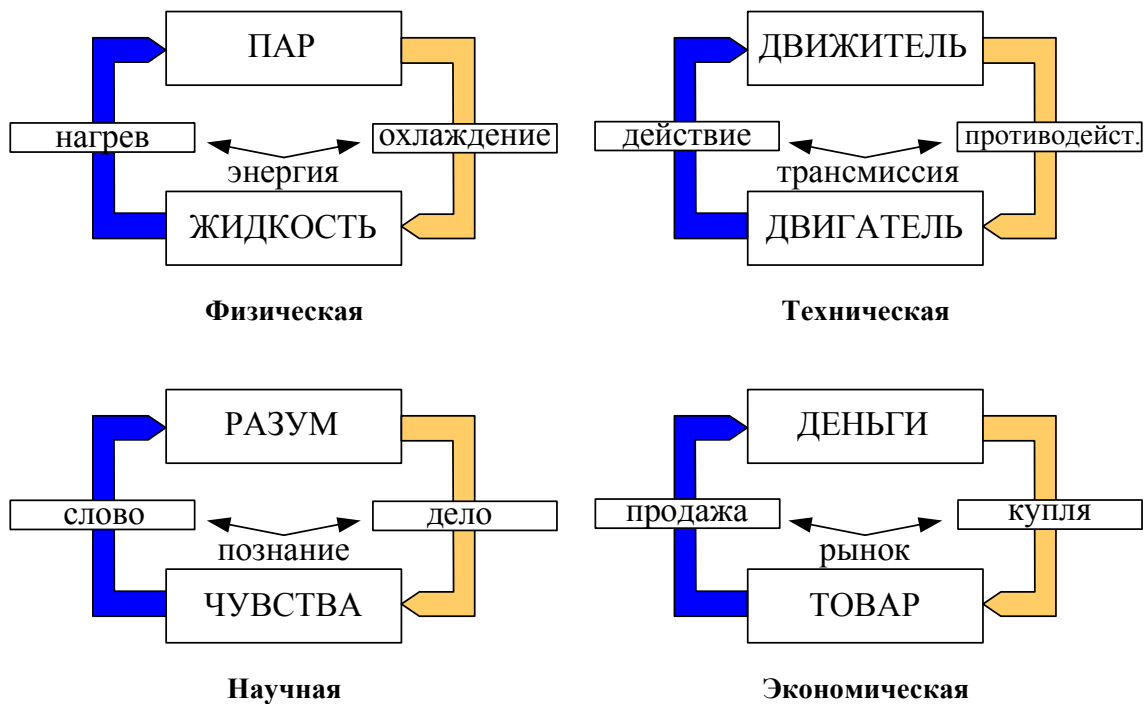 ПАР
нагрев
охлаждение
энергия
ЖИДКОСТЬ
Физическая
ДВИЖИТЕЛЬ
действие
противодейст.
трансмиссия
ДВИГАТЕЛЬ
Техническая
РАЗУМ
слово
дело
познание
ЧУВСТВА
Научная
ДЕНЬГИ
продажа
купля
рынок
ТОВАР
Экономическая